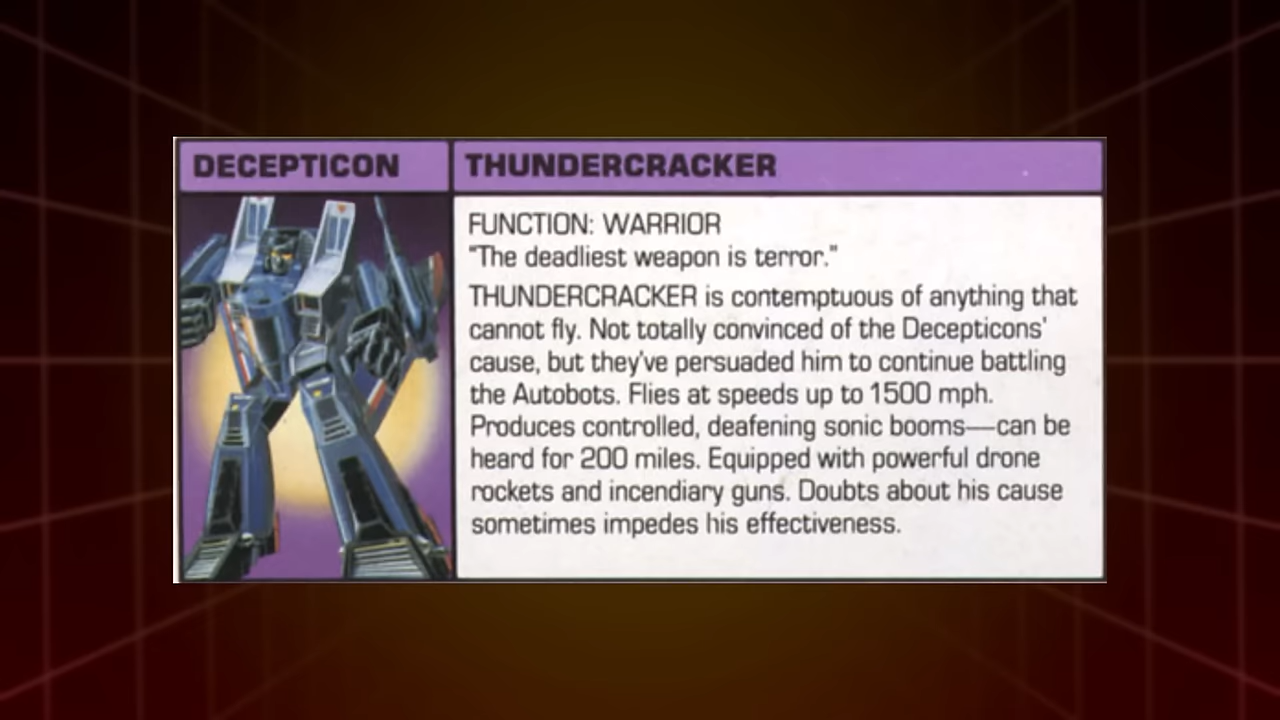 DECEPTICON
THUNDERCRACKER
FUNCTION: WARRIOR
"The deadliest weapon is terror."
THUNDERCRACKER is contemptuous of anything that
cannot fly. Not totally convinced of the Decepticons'
cause, but they've persuaded him to continue battling
the Autobots. Flies at speeds up to 1500 mph.
Produces controlled, deafening sonic booms—can be
heard for 200 miles. Equipped with powerful drone
rockets and incendiary guns. Doubts about his cause
sometimes impedes his effectiveness.